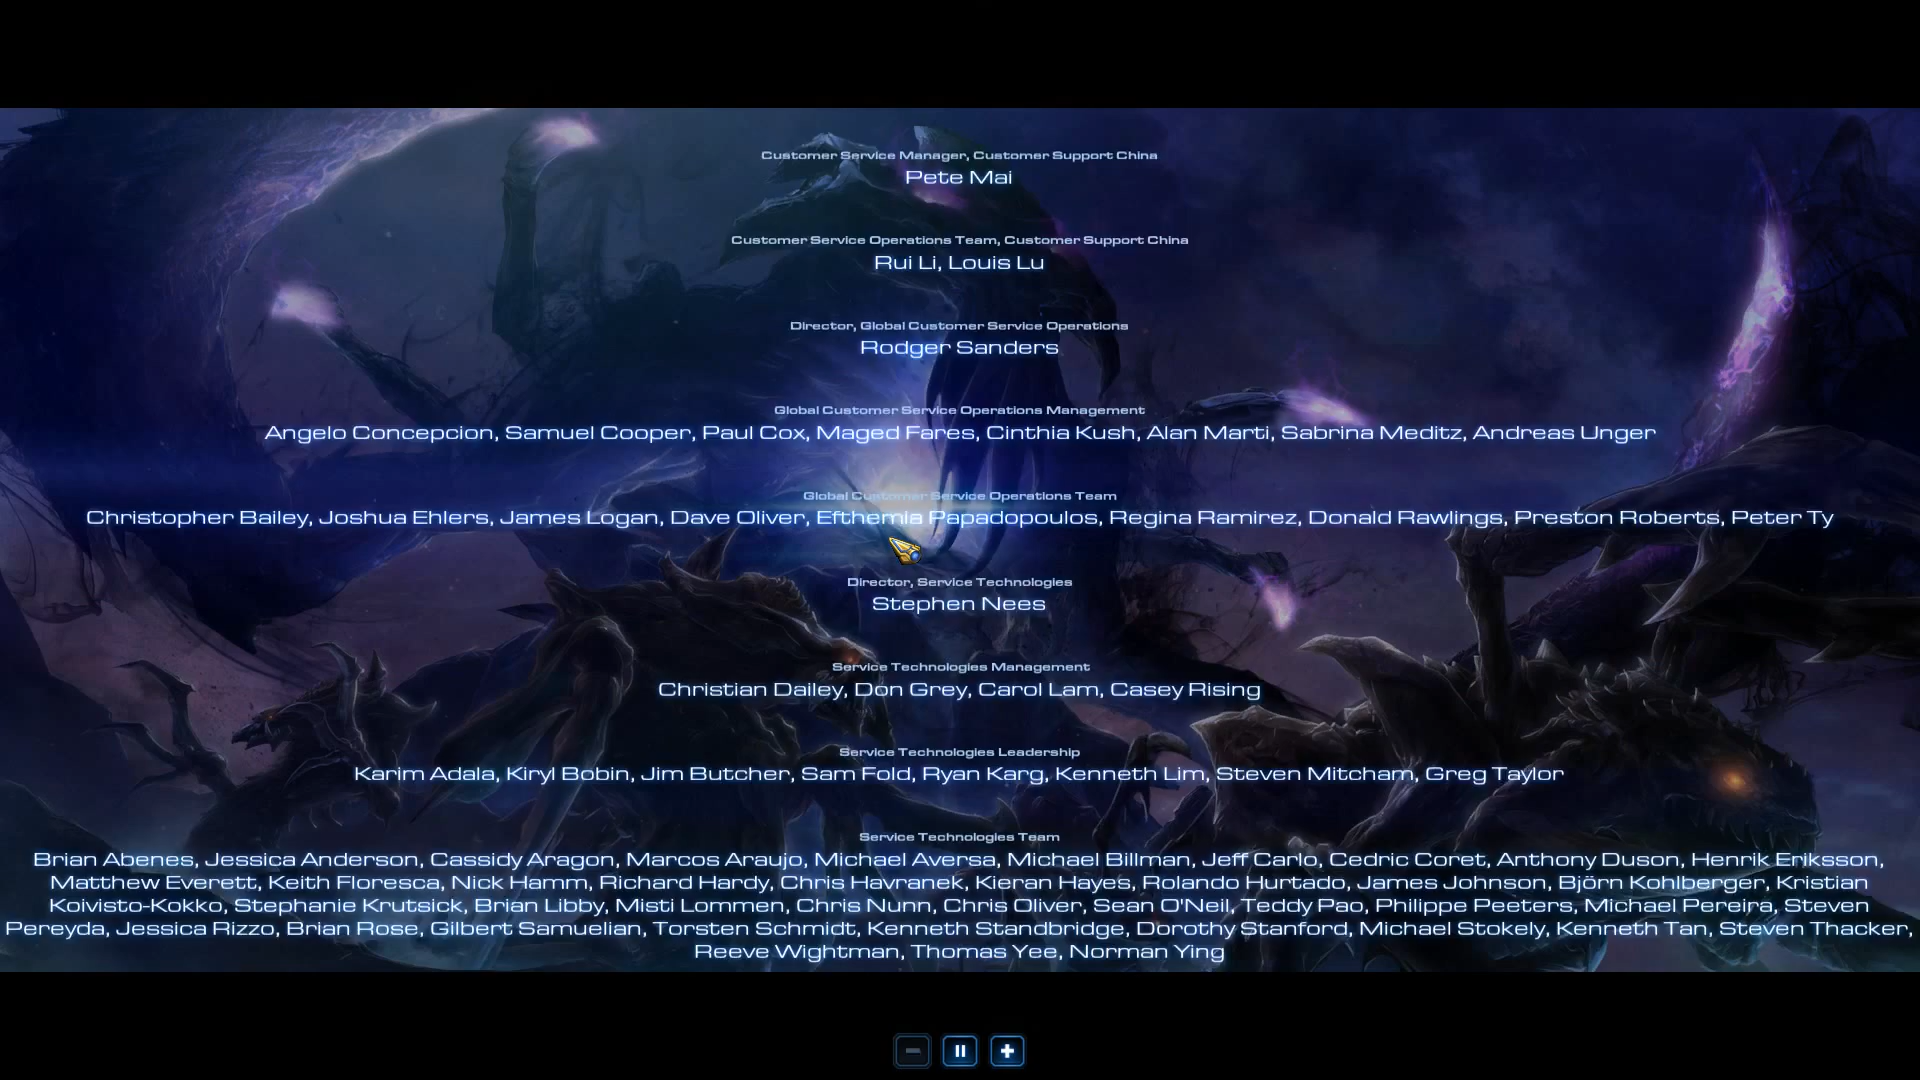 Customer Service Manager, Customer Support China
Pete Mai
Customer Service Operations Team, Customer Support China
Rui Li, Louis Lu
Director, Global Customer Service Operations
Rodger Sanders
Global Customer Service Operations Management
Angelo Concepcion, Samuel Cooper, Paul Cox, Maged Fares, Cinthia Kush, Alan Marti, Sabrina Meditz, Andreas Unger
Global Customer Service Operations Team
Christopher Bailey, Joshua Ehlers, James Logan, Dave Oliver, Efthemia Papadopoulos, Regina Ramirez, Donald Rawlings, Preston Roberts, Peter Ty
Director, Service Technologies
Stephen Nees
Service Technologies Management
Christian Dailey, Don Grey, Carol Lam, Casey Rising
Service Technologies Leadership
Karim Adala, Kiryl Bobin, Jim Butcher, Sam Fold, Ryan Karg, Kenneth Lim, Steven Mitcham, Greg Taylor
Service Technologies Team
Brian Abenes, Jessica Anderson, Cassidy Aragon, Marcos Araujo, Michael Aversa, Michael Billman, Jeff Carlo, Cedric Coret, Anthony Duson, Henrik Eriksson,
Matthew Everett, Keith Floresca, Nick Hamm, Richard Hardy, Chris Havranek, Kieran Hayes, Rolando Hurtado, James Johnson, Björn Kohlberger, Kristian
Koivisto-Kokko, Stephanie Krutsick, Brian Libby, Misti Lommen, Chris Nunn, Chris Oliver, Sean O'Neil, Teddy Pao, Philippe Peeters, Michael Pereira, Steven
Pereyda, Jessica Rizzo, Brian Rose, Gilbert Samuelian, Torsten Schmidt, Kenneth Standbridge, Dorothy Stanford, Michael Stokely, Kenneth Tan, Steven Thacker,
Reeve Wightman, Thomas Yee, Norman Ying